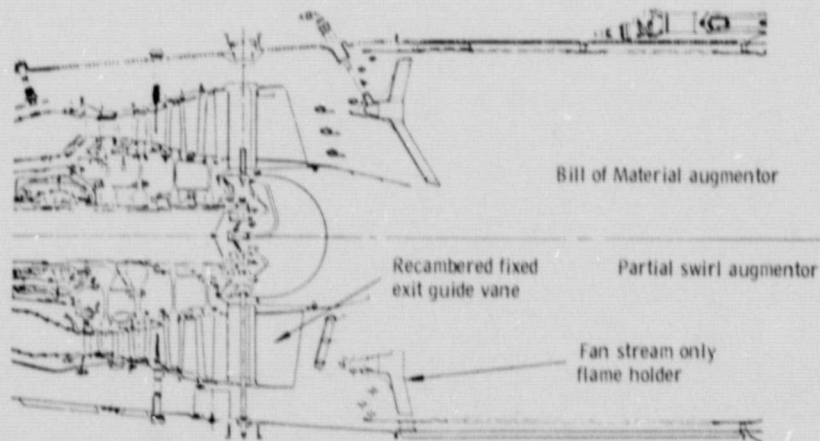 Bill of Material augmentor
Recambered fixed
exit guide vane
Partial swirl augmentor
Fan stream only
flame holder